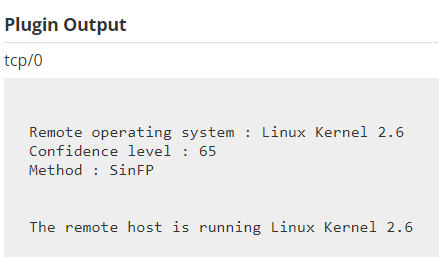 Plugin Output
tcp/0
Remote operating system : Linux Kernel 2.6
Confidence level : 65
Method : SinFP
The remote host is running Linux Kernel 2.6